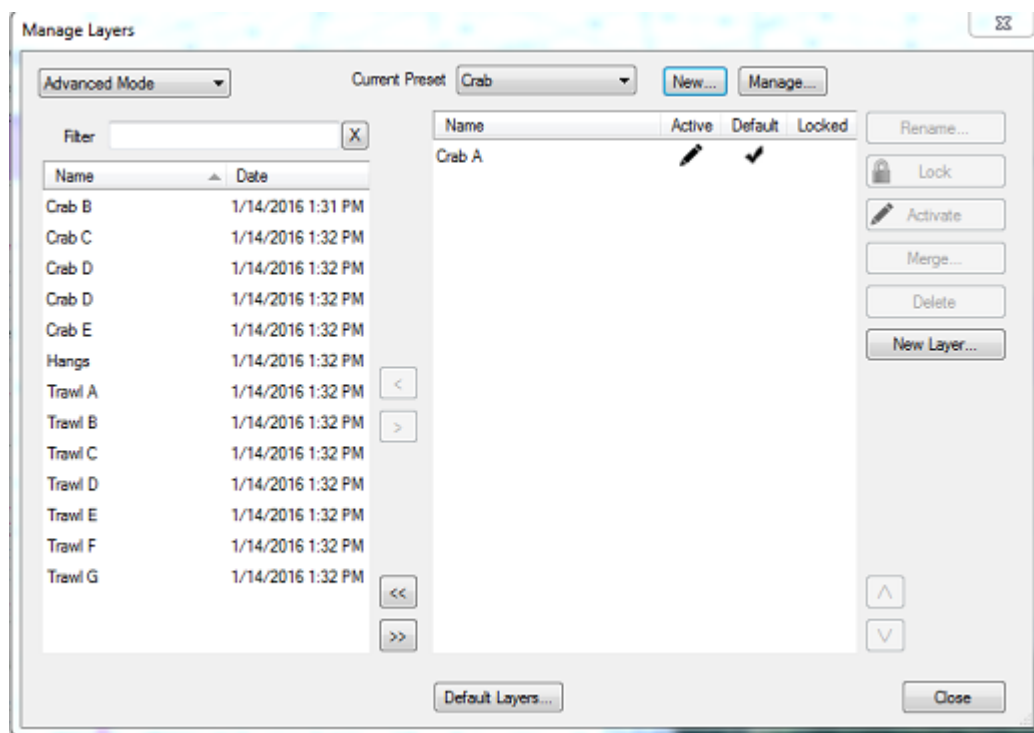 Manage Layers
Advanced Mode
Current Preset Crab New... Manage...
Filter X
Name Date
Crab B 1/14/2016 1:31 PM
Crab C 1/14/2016 1:32 PM
Crab D 1/14/2016 1:32 PM
Crab D 1/14/2016 1:32 PM
Crab E 1/14/2016 1:32 PM
Hangs 1/14/2016 1:32 PM
Trawl A 1/14/2016 1:32 PM
Trawl B 1/14/2016 1:32 PM
Trawl C 1/14/2016 1:32 PM
Trawl D 1/14/2016 1:32 PM
Trawl E 1/14/2016 1:32 PM
Trawl F 1/14/2016 1:32 PM
Trawl G 1/14/2016 1:32 PM
<
>
<<
>>
Name Active Default Locked
Crab A
Rename...
Lock
Activate
Merge...
Delete
New Layer...
Default Layers...
Close